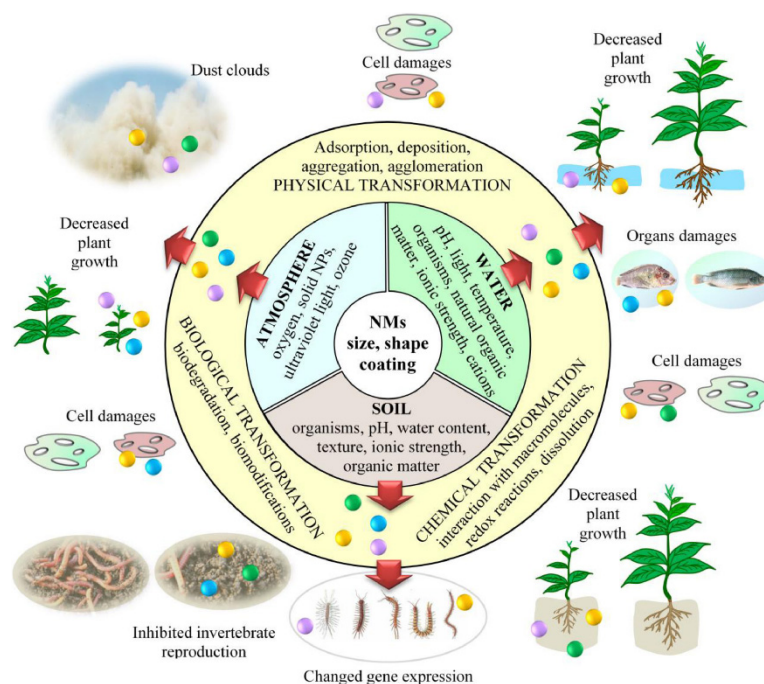 Dust clouds
Cell damages
Decreased
plant
growth
Adsorption, deposition,
aggregation, agglomeration
PHYSICAL TRANSFORMATION
Decreased
plant
growth
ATMOSPHERE
oxygen, solid NPs,
ultraviolet light, ozone
WATER
pH, light, temperature,
organisms, natural organic
matter, ionic strength, cations
Organs damages
NMs
size, shape
coating
Cell damages
Cell damages
BIOLOGICAL TRANSFORMATION
biodegradation, biomodifications
SOIL
organisms, pH, water content,
texture, ionic strength,
organic matter
CHEMICAL TRANSFORMATION
interaction with macromolecules,
redox reactions, dissolution
Decreased
plant
growth
Inhibited invertebrate
reproduction
Changed gene expression